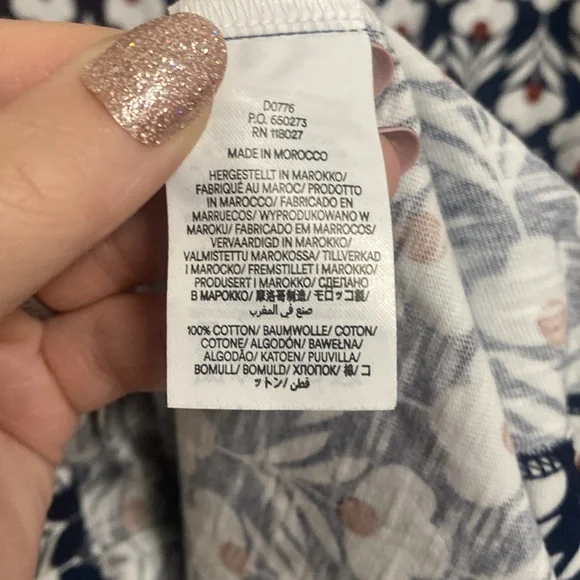 D0776
P.O. 650273
RN 118027
MADE IN MOROCCO
HERGESTELLT IN MAROKKO/
FABRIQUÉ AU MAROC/ PRODOTTO
IN MAROCCO/ FABRICADO EN
MARRUECOS/ WYPRODUKOWANO W
MAROKU/ FABRICADO EM MARROCOS/
VERVAARDIGD IN MAROKKO/
VALMISTETTU MAROKOSSA/ TILLVERKAD
I MAROCKO/ FREMSTILLET I MAROKKO/
PRODUSERT I MAROKKO/ СДЕЛАНО
В МАРОККО/ 摩洛哥制造/ モロッコ製/
صنع في المغرب
100% COTTON/ BAUMWOLLE/ COTON/
COTONE/ ALGODÓN/ BAWEŁNA/
ALGODÃO/ KATOEN/ PUUVILLA/
BOMULL/ BOMULD/ ХЛОПОК/ 棉/ コ
ットン/ قطن